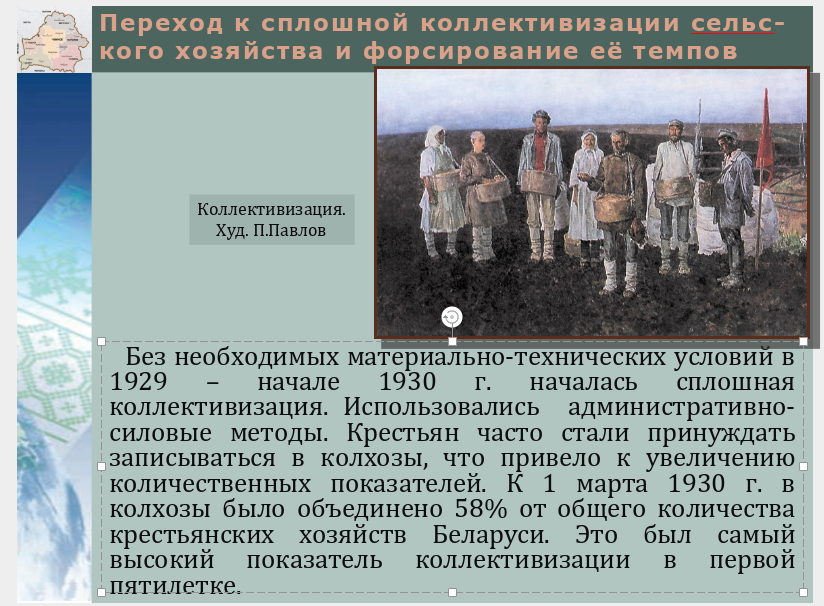 Переход к сплошной коллективизации сельс-
кого хозяйства и форсирование её темпов
Коллективизация.
Худ. П.Павлов
Без необходимых материально-технических условий в
1929 – начале 1930 г. началась сплошная
коллективизация. Использовались административно-
силовые методы. Крестьян часто стали принуждать
записываться в колхозы, что привело к увеличению
количественных показателей. К 1 марта 1930 г. в
колхозы было объединено 58% от общего количества
крестьянских хозяйств Беларуси. Это был самый
высокий показатель коллективизации в первой
пятилетке.